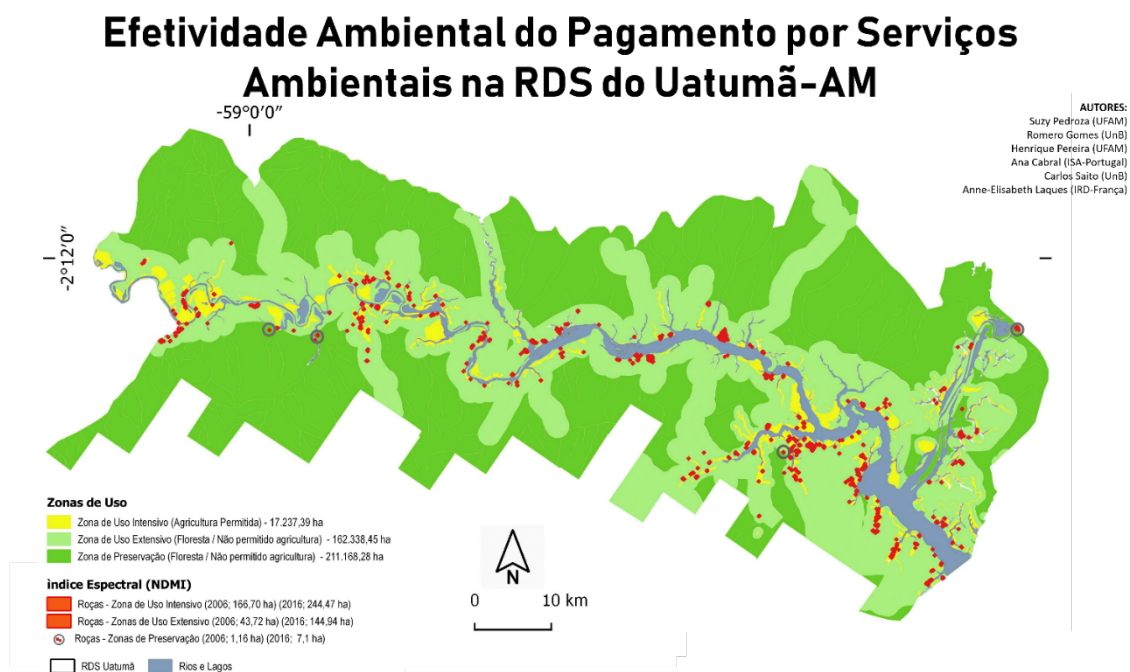 Efetividade Ambiental do Pagamento por Serviços
Ambientais na RDS do Uatumã-AM
-59°0'0"
AUTORES:
Suzy Pedroza (UFAM)
Romero Gomes (UnB)
Henrique Pereira (UFAM)
Ana Cabral (ISA-Portugal)
Carlos Saito (UnB)
Anne-Elisabeth Laques (IRD-França)
-2°12'0"
Zonas de Uso
Zona de Uso Intensivo (Agricultura Permitida) - 17.237,39 ha
Zona de Uso Extensivo (Floresta / Não permitido agricultura) - 162.338,45 ha
Zona de Preservação (Floresta / Não permitido agricultura) - 211.168,28 ha
índice Espectral (NDMI)
Roças - Zona de Uso Intensivo (2006; 166,70 ha) (2016; 244,47 ha)
Roças - Zonas de Uso Extensivo (2006; 43,72 ha) (2016; 144,94 ha)
Roças - Zonas de Preservação (2006; 1,16 ha) (2016; 7,1 ha)
RDS Uatumã Rios e Lagos
N
0 10 km